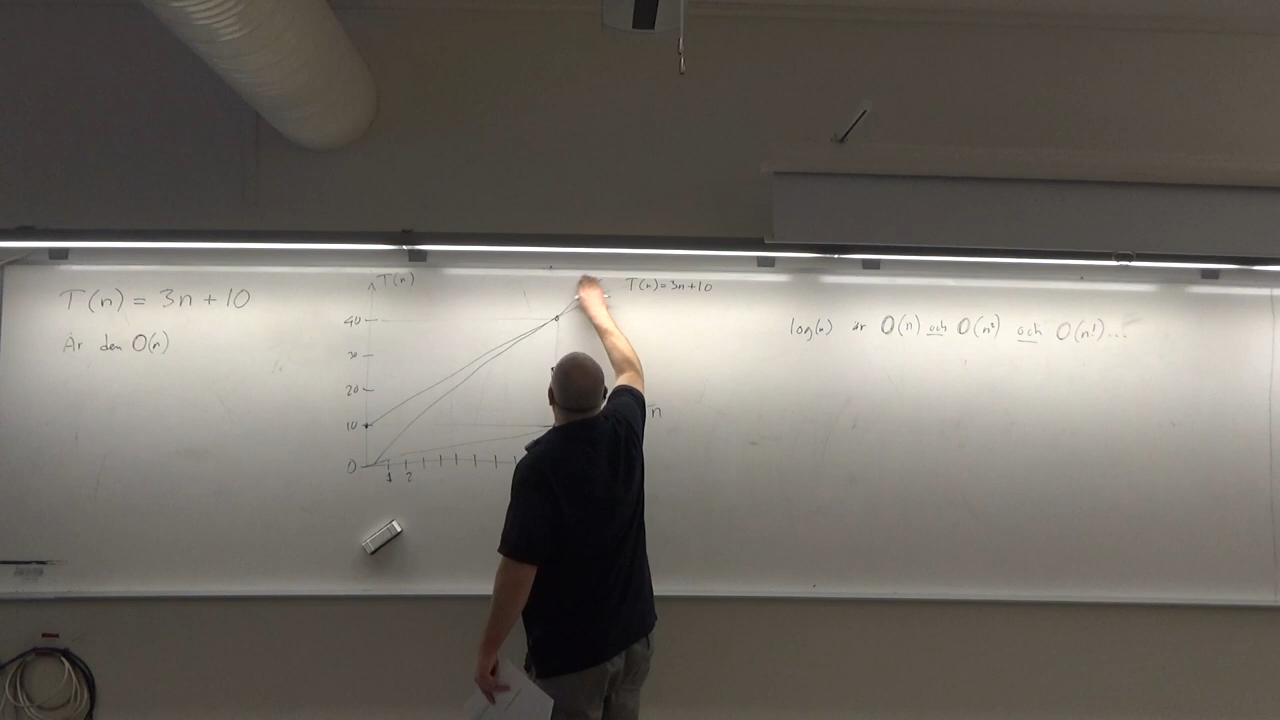 T(n) = 3n + 10
Är den O(n)
T(n)
40
30
20
10
0
1 2
T(n) = 3n + 10
n
log(n) är O(n) och O(n²) och O(n!)...